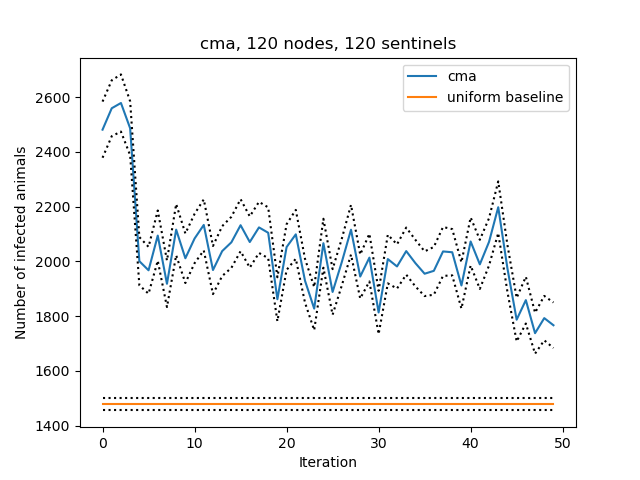 cma, 120 nodes, 120 sentinels
cma
uniform baseline
Number of infected animals
2600
2400
2200
2000
1800
1600
1400
0 10 20 30 40 50
Iteration